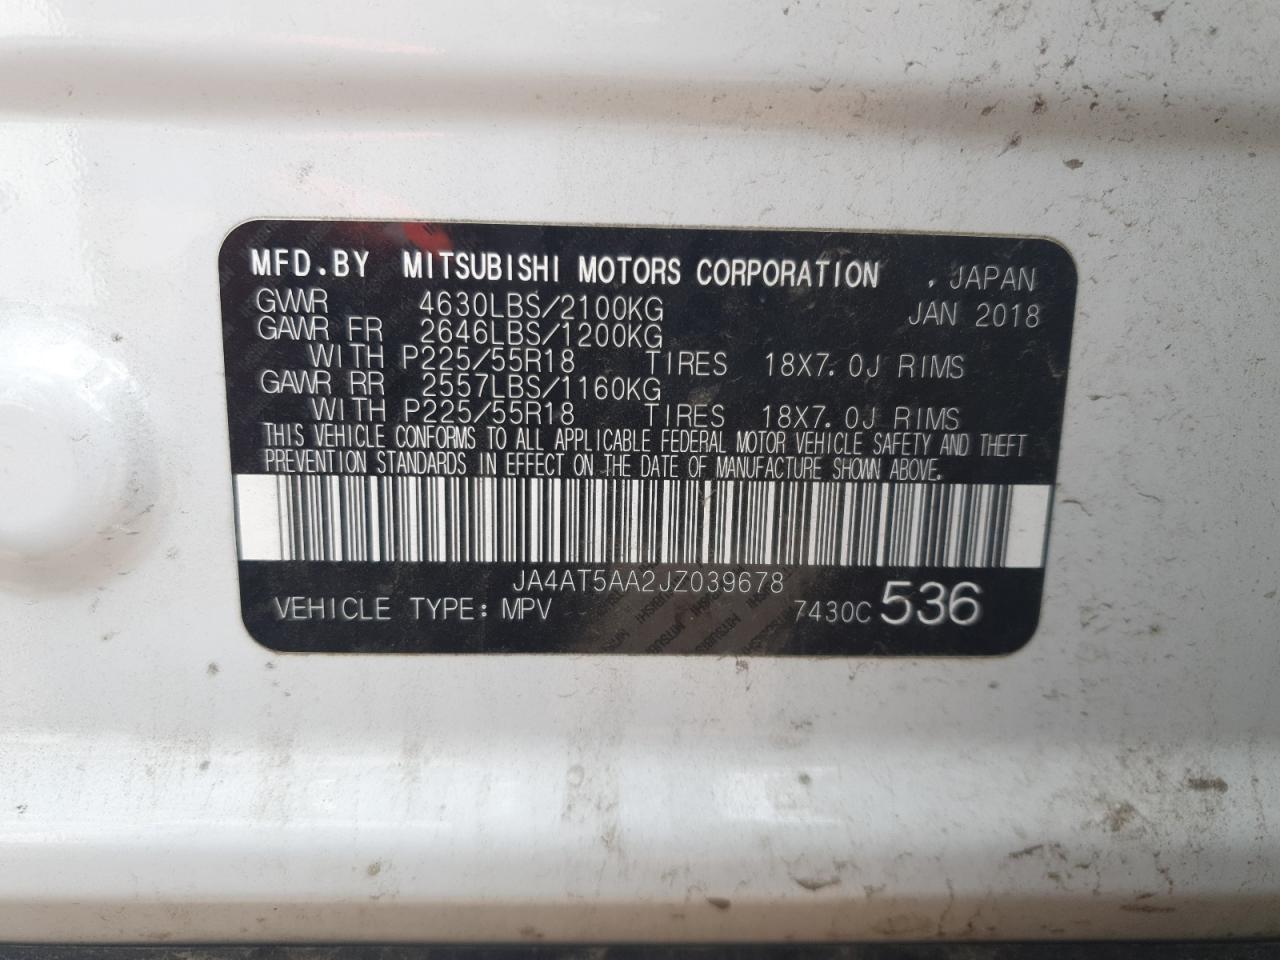 MFD.BY MITSUBISHI MOTORS CORPORATION , JAPAN
GVWR 4630LBS/2100KG JAN 2018
GAWR FR 2646LBS/1200KG
WITH P225/55R18 TIRES 18X7.0J RIMS
GAWR RR 2557LBS/1160KG
WITH P225/55R18 TIRES 18X7.0J RIMS
THIS VEHICLE CONFORMS TO ALL APPLICABLE FEDERAL MOTOR VEHICLE SAFETY AND THEFT
PREVENTION STANDARDS IN EFFECT ON THE DATE OF MANUFACTURE SHOWN ABOVE.
JA4AT5AA2JZ039678
VEHICLE TYPE: MPV 7430C 536